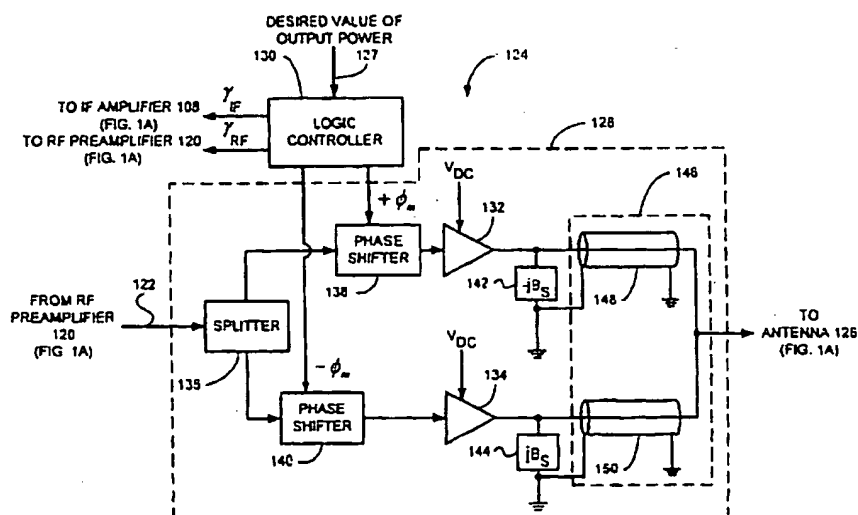 DESIRED VALUE OF
OUTPUT POWER
130
127
124
γIF
TO IF AMPLIFIER 108
(FIG. 1A)
TO RF PREAMPLIFIER 120
(FIG. 1A)
γRF
LOGIC
CONTROLLER
128
VDC
146
+ϕm
132
PHASE
SHIFTER
138
142
-jBS
148
FROM RF
PREAMPLIFIER
120
(FIG. 1A)
122
SPLITTER
136
TO
ANTENNA 126
(FIG. 1A)
VDC
-ϕm
134
PHASE
SHIFTER
140
144
jBS
150